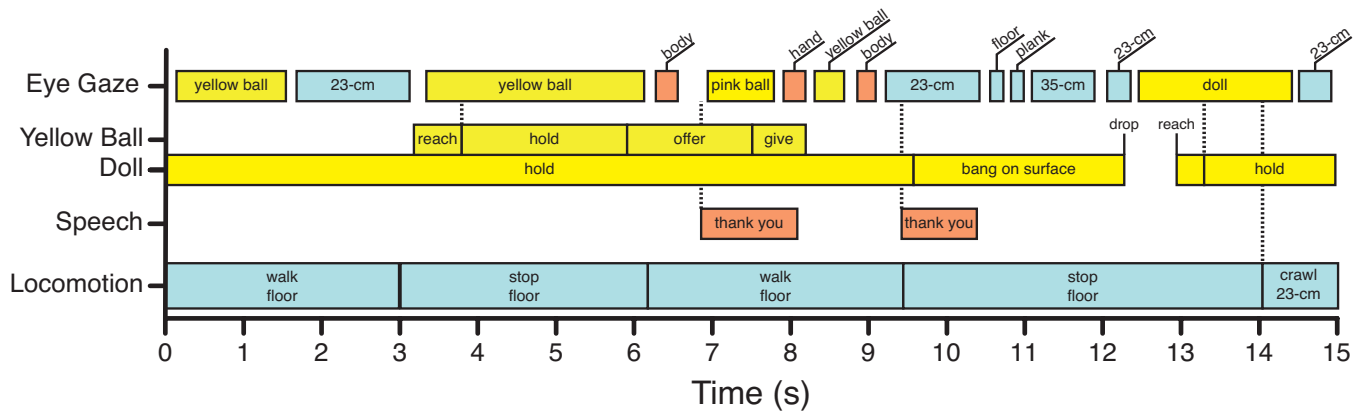 body
hand
yellow ball
body
floor
plank
23-cm
23-cm
Eye Gaze
yellow ball
23-cm
yellow ball
pink ball
23-cm
35-cm
doll
Yellow Ball
reach
hold
offer
give
drop
reach
Doll
hold
bang on surface
hold
Speech
thank you
thank you
Locomotion
walk
floor
stop
floor
walk
floor
stop
floor
crawl
23-cm
0 1 2 3 4 5 6 7 8 9 10 11 12 13 14 15
Time (s)